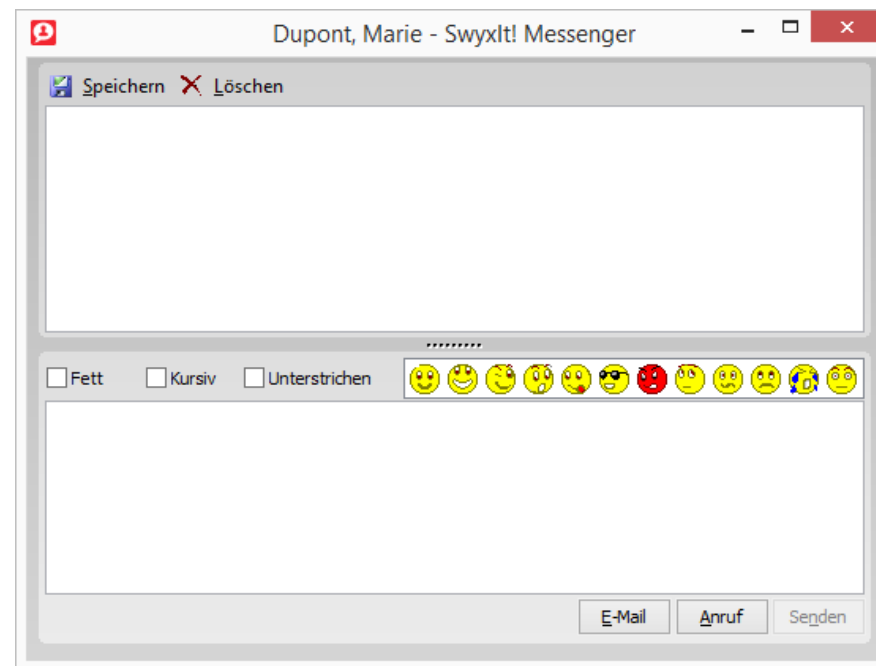 Dupont, Marie - SwyxIt! Messenger
Speichern Löschen
Fett Kursiv Unterstrichen
E-Mail Anruf Senden